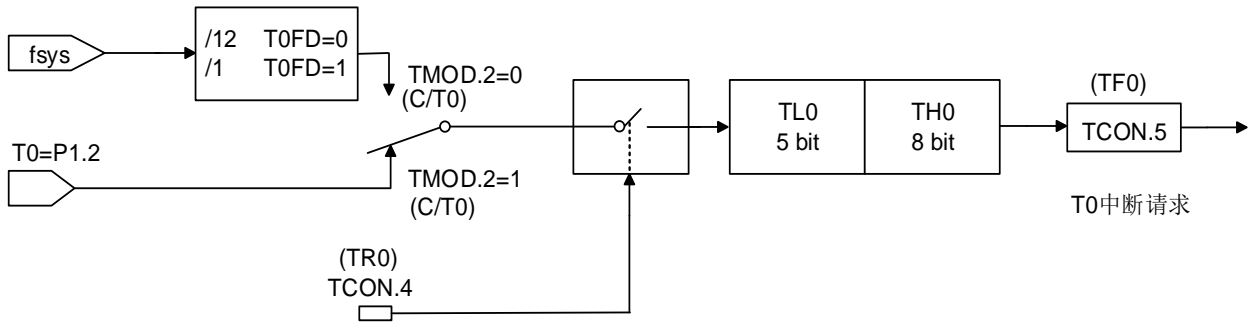 fsys
/12 T0FD=0
/1 T0FD=1
TMOD.2=0
(C/T0)
T0=P1.2
TMOD.2=1
(C/T0)
(TR0)
TCON.4
TL0
5 bit
TH0
8 bit
(TF0)
TCON.5
T0中断请求